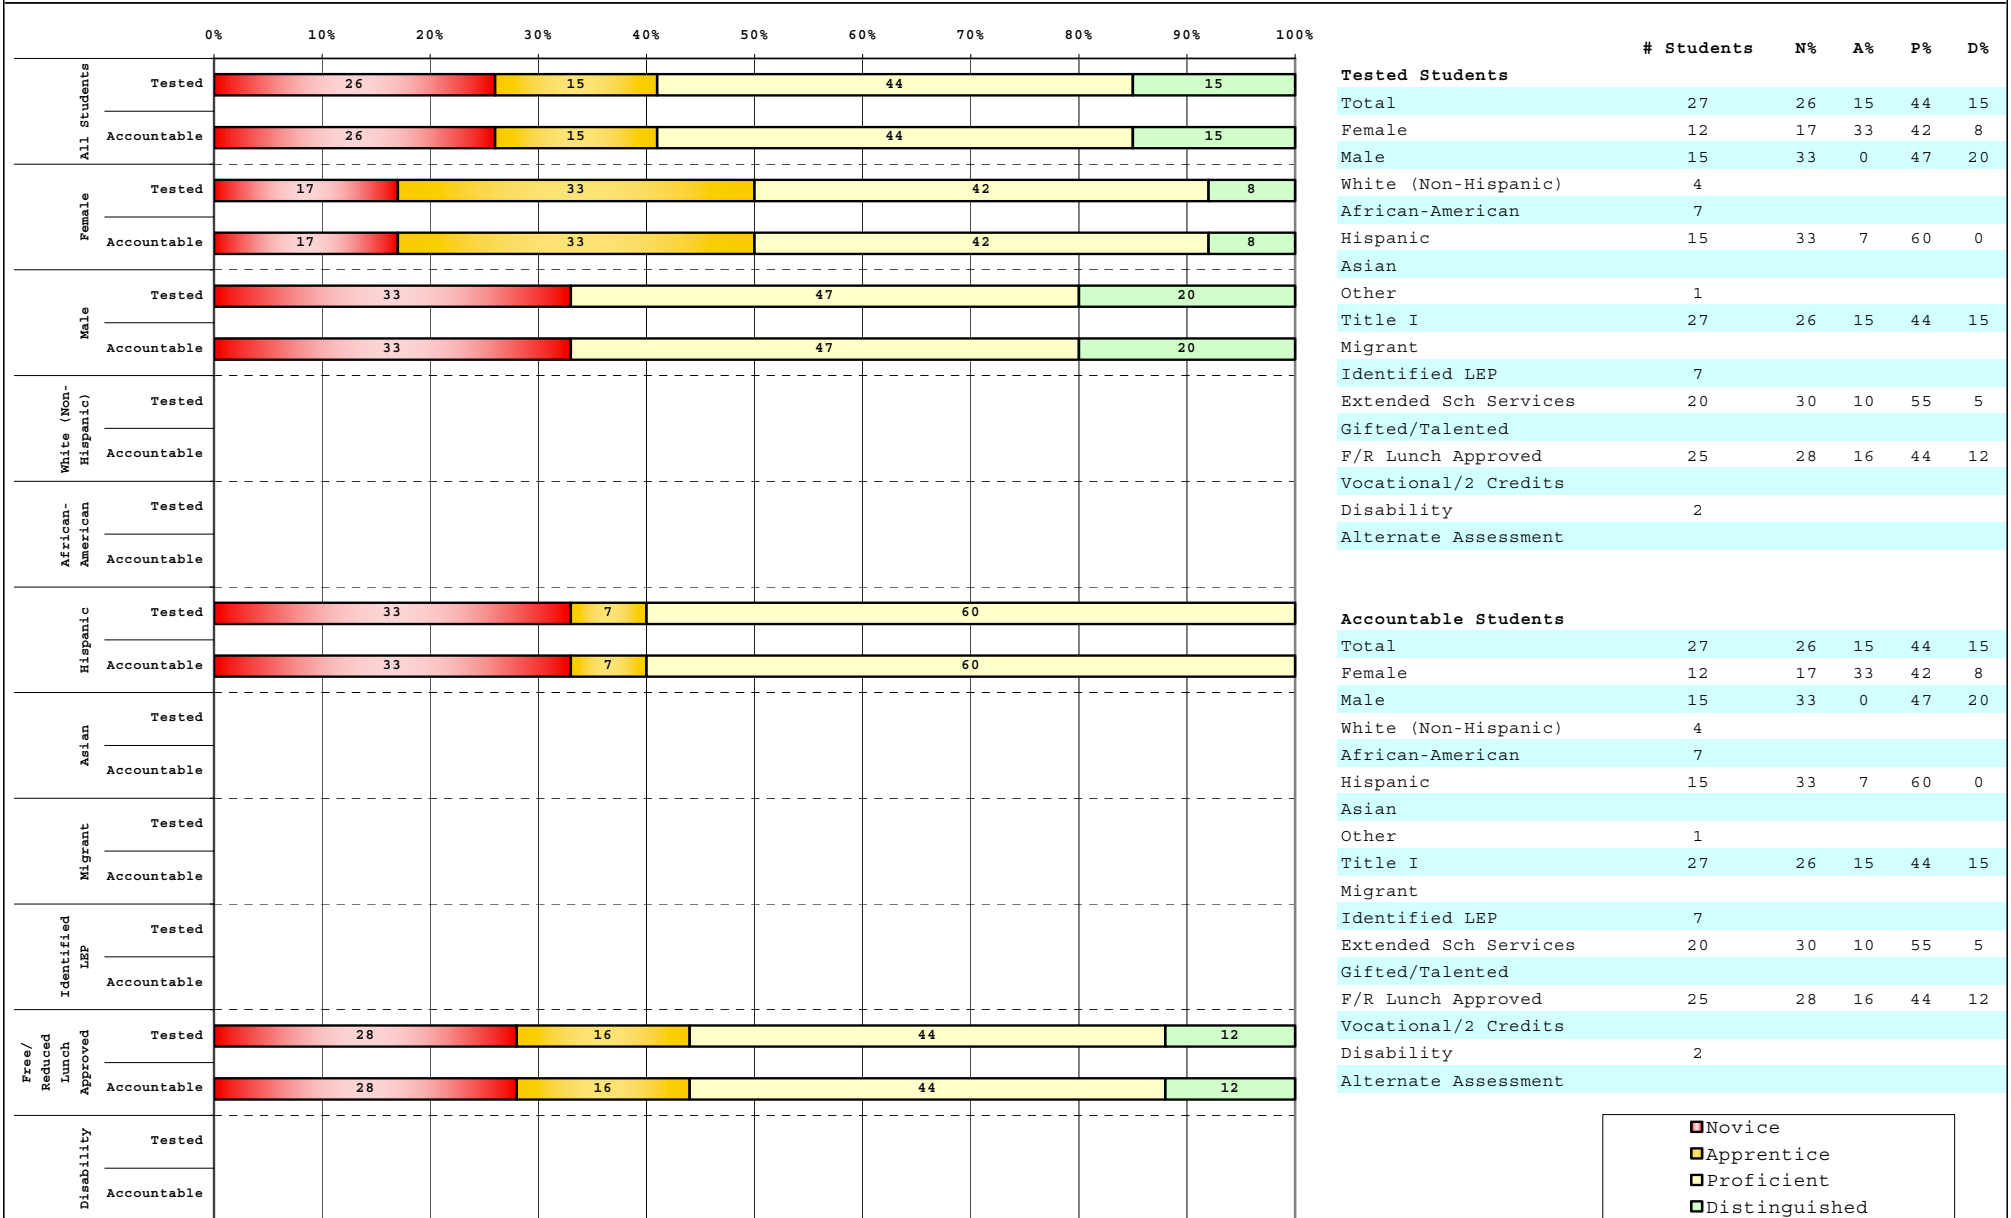 0% 10% 20% 30% 40% 50% 60% 70% 80% 90% 100%
All Students
Tested 26 15 44 15
Accountable 26 15 44 15
Female
Tested 17 33 42 8
Accountable 17 33 42 8
Male
Tested 33 47 20
Accountable 33 47 20
White (Non-
Hispanic)
Tested
Accountable
African-
American
Tested
Accountable
Hispanic
Tested 33 7 60
Accountable 33 7 60
Asian
Tested
Accountable
Migrant
Tested
Accountable
Identified
LEP
Tested
Accountable
Free/
Reduced
Lunch
Approved
Tested 28 16 44 12
Accountable 28 16 44 12
Disability
Tested
Accountable
# Students N% A% P% D%
Tested Students
Total 27 26 15 44 15
Female 12 17 33 42 8
Male 15 33 0 47 20
White (Non-Hispanic) 4
African-American 7
Hispanic 15 33 7 60 0
Asian
Other 1
Title I 27 26 15 44 15
Migrant
Identified LEP 7
Extended Sch Services 20 30 10 55 5
Gifted/Talented
F/R Lunch Approved 25 28 16 44 12
Vocational/2 Credits
Disability 2
Alternate Assessment
Accountable Students
Total 27 26 15 44 15
Female 12 17 33 42 8
Male 15 33 0 47 20
White (Non-Hispanic) 4
African-American 7
Hispanic 15 33 7 60 0
Asian
Other 1
Title I 27 26 15 44 15
Migrant
Identified LEP 7
Extended Sch Services 20 30 10 55 5
Gifted/Talented
F/R Lunch Approved 25 28 16 44 12
Vocational/2 Credits
Disability 2
Alternate Assessment
Novice
Apprentice
Proficient
Distinguished